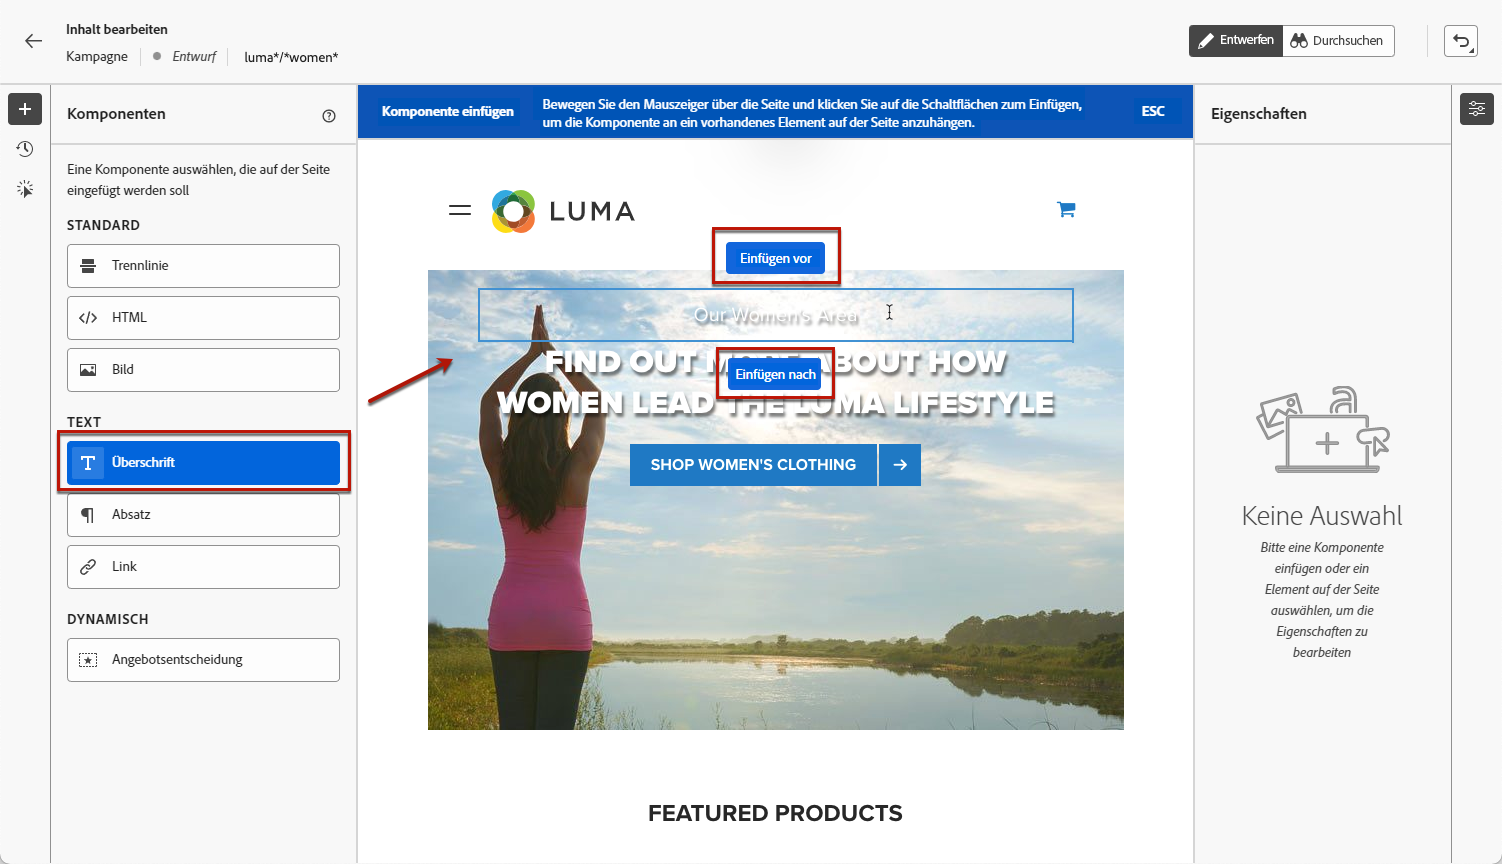 Inhalt bearbeiten
Kampagne
Entwurf
luma*/*women*
Entwerfen
Durchsuchen
Komponenten
Eine Komponente auswählen, die auf der Seite
eingefügt werden soll
STANDARD
Trennlinie
HTML
Bild
TEXT
Überschrift
Absatz
Link
DYNAMISCH
Angebotsentscheidung
Komponente einfügen
Bewegen Sie den Mauszeiger über die Seite und klicken Sie auf die Schaltflächen zum Einfügen,
um die Komponente an ein vorhandenes Element auf der Seite anzuhängen.
ESC
LUMA
Einfügen vor
Our Women's Area
FIND OUT ABOUT HOW
Einfügen nach
WOMEN LEAD THE LUMA LIFESTYLE
SHOP WOMEN'S CLOTHING
FEATURED PRODUCTS
Eigenschaften
Keine Auswahl
Bitte eine Komponente
einfügen oder ein
Element auf der Seite
auswählen, um die
Eigenschaften zu
bearbeiten